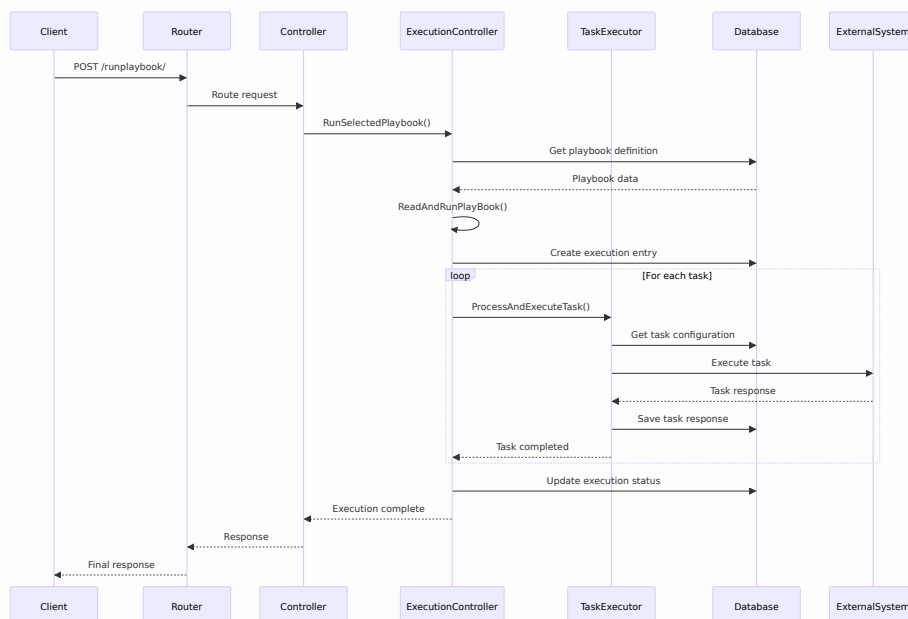 Client Router Controller ExecutionController TaskExecutor Database ExternalSystem
POST /runplaybook/
Route request
RunSelectedPlaybook()
Get playbook definition
Playbook data
ReadAndRunPlayBook()
Create execution entry
loop [For each task]
ProcessAndExecuteTask()
Get task configuration
Execute task
Task response
Save task response
Task completed
Update execution status
Execution complete
Response
Final response
Client Router Controller ExecutionController TaskExecutor Database ExternalSystem